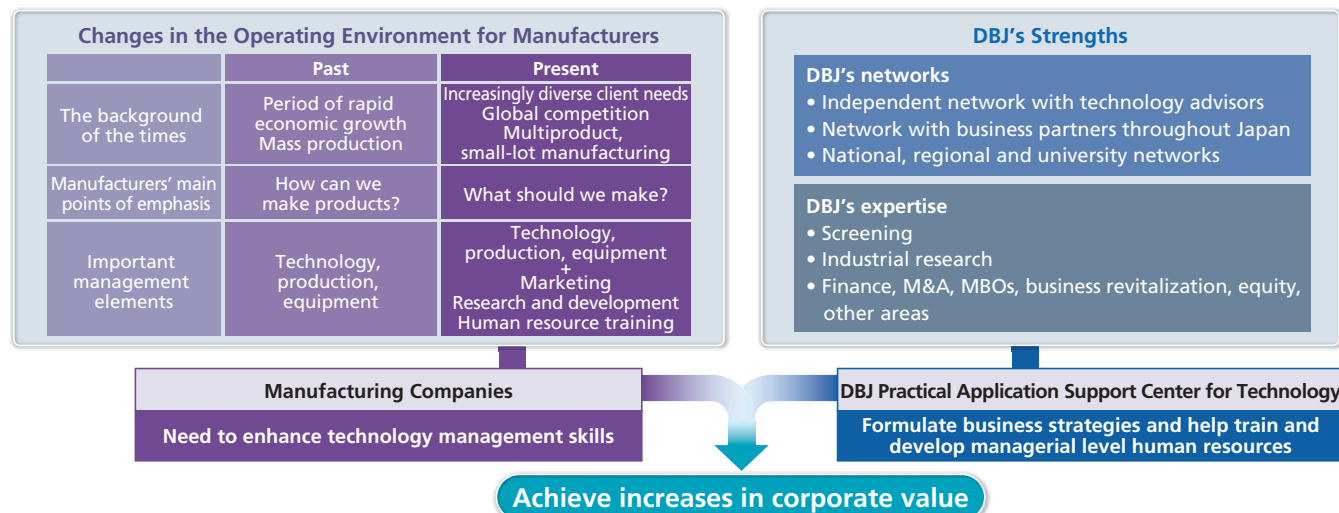 Changes in the Operating Environment for Manufacturers
Past
Present
The background
of the times
Period of rapid
economic growth
Mass production
Increasingly diverse client needs
Global competition
Multiproduct,
small-lot manufacturing
Manufacturers' main
points of emphasis
How can we
make products?
What should we make?
Important
management
elements
Technology,
production,
equipment
Technology,
production, equipment
+
Marketing
Research and development
Human resource training
DBJ's Strengths
DBJ's networks
• Independent network with technology advisors
• Network with business partners throughout Japan
• National, regional and university networks
DBJ's expertise
• Screening
• Industrial research
• Finance, M&A, MBOs, business revitalization, equity,
other areas
Manufacturing Companies
Need to enhance technology management skills
DBJ Practical Application Support Center for Technology
Formulate business strategies and help train and
develop managerial level human resources
Achieve increases in corporate value